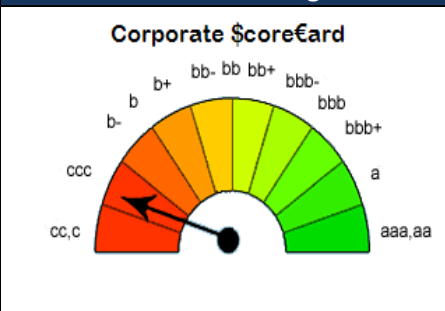 Corporate $core€ard
cc,c
ccc
b-
b
b+
bb-
bb
bb+
bbb-
bbb
bbb+
a
aaa,aa